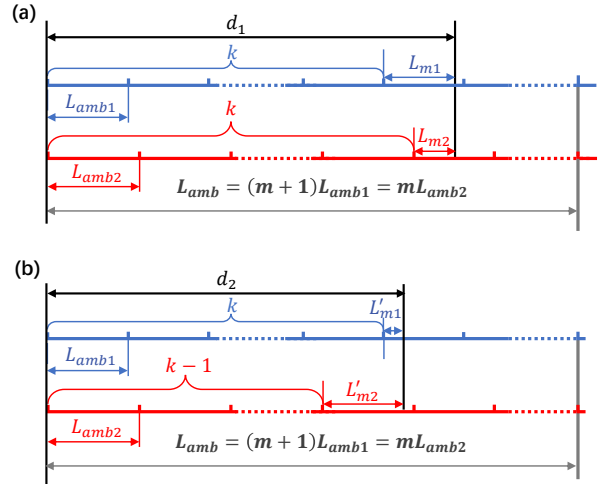 (a)
d₁
k
Lₘ₁
Lₐₘb₁
k
Lₘ₂
Lₐₘb₂
Lₐₘb = (m + 1)Lₐₘb₁ = mLₐₘb₂
(b)
d₂
k
L'ₘ₁
Lₐₘb₁
k − 1
L'ₘ₂
Lₐₘb₂
Lₐₘb = (m + 1)Lₐₘb₁ = mLₐₘb₂